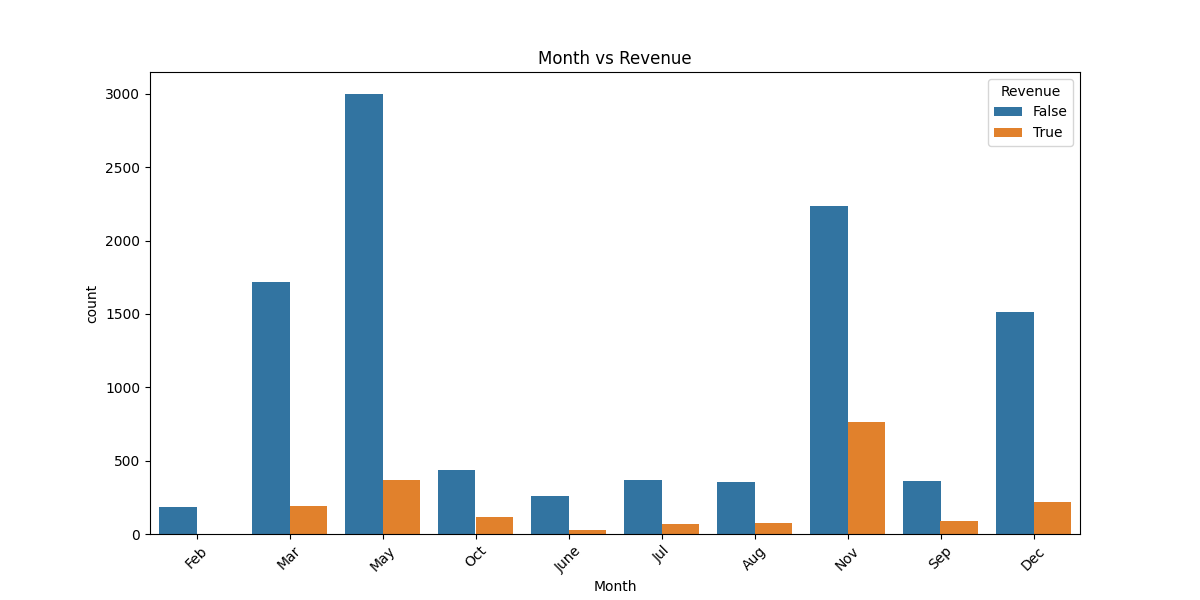 Month vs Revenue
Revenue
False
True
3000
2500
2000
1500
1000
500
0
count
Feb
Mar
May
Oct
June
Jul
Aug
Nov
Sep
Dec
Month